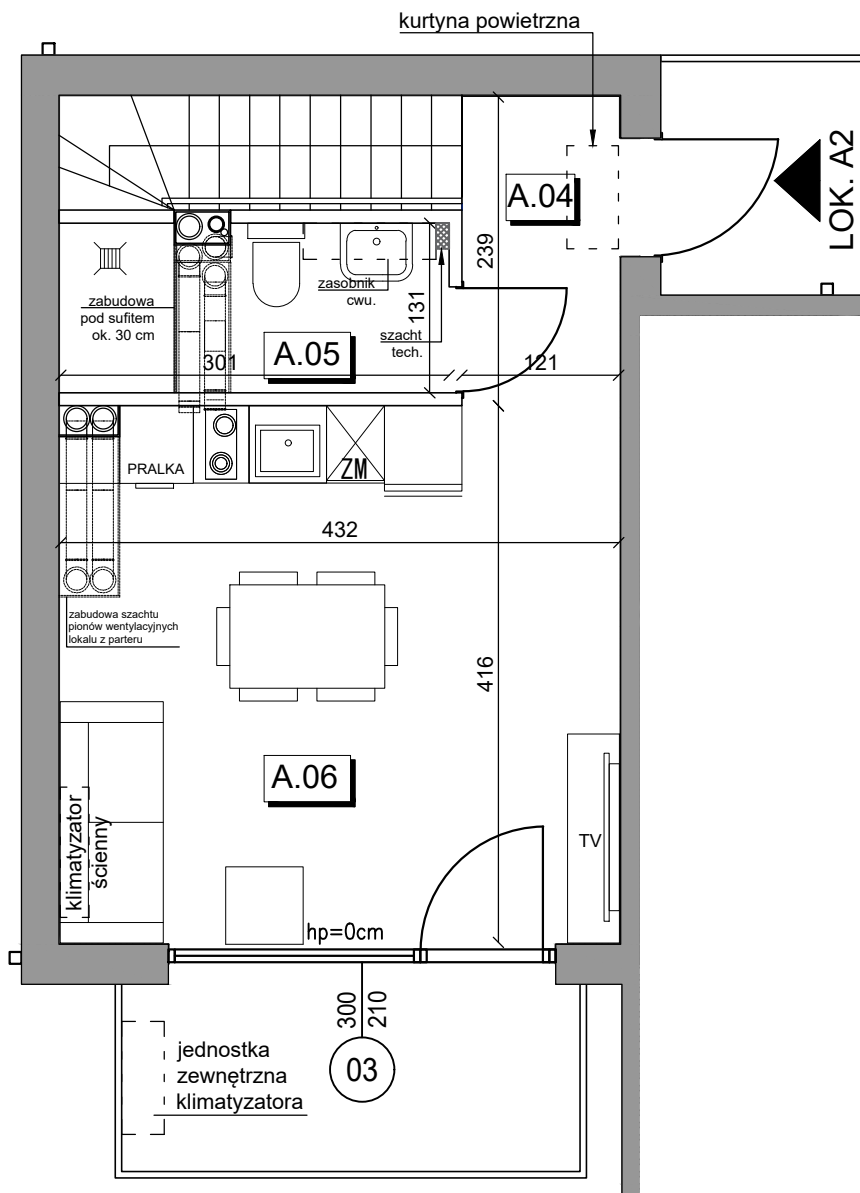 kurtyna powietrzna
LOK. A2
A.04
239
zabudowa
pod sufitem
ok. 30 cm
zasobnik
cwu.
131
szacht
tech.
301
A.05
121
PRALKA
ZM
432
zabudowa szachtu
pionów wentylacyjnych
lokalu z parteru
416
A.06
klimatyzator
ścienny
TV
hp=0cm
300
210
03
jednostka
zewnętrzna
klimatyzatora